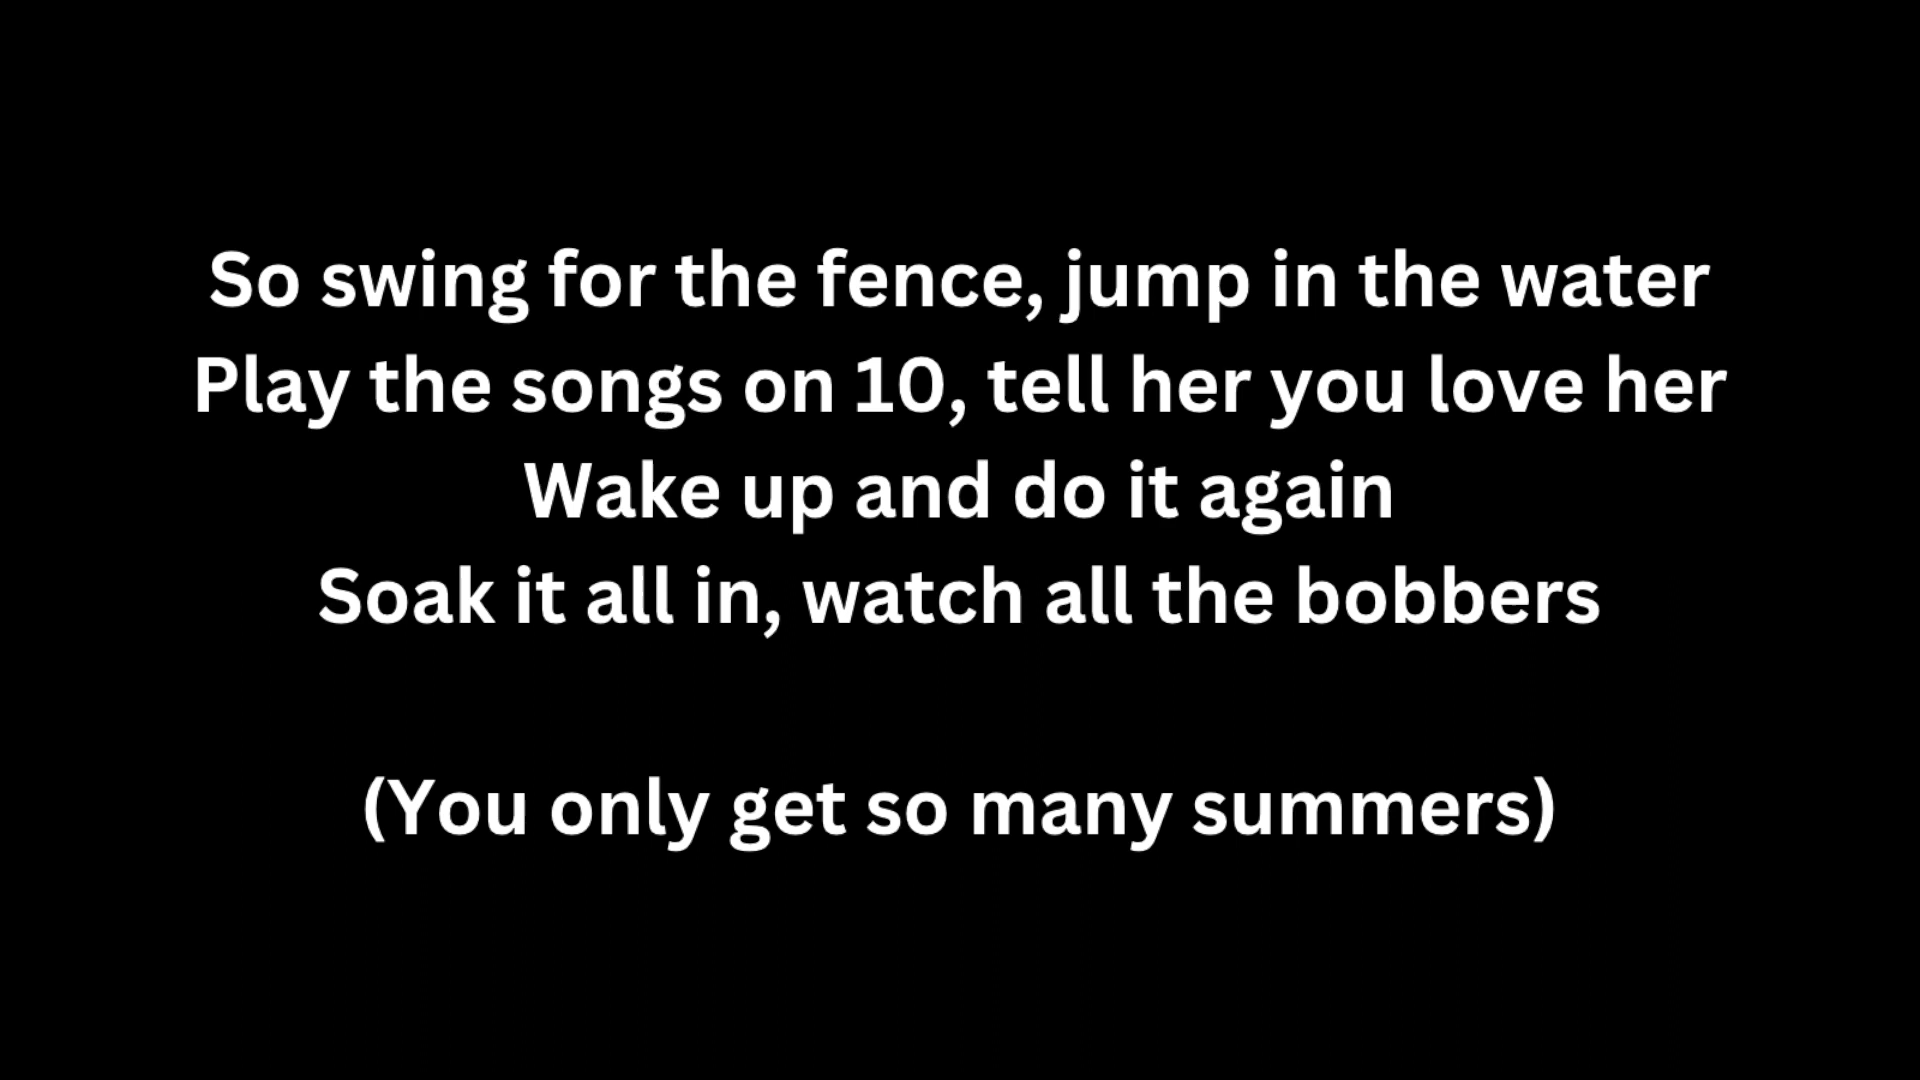 So swing for the fence, jump in the water
Play the songs on 10, tell her you love her
Wake up and do it again
Soak it all in, watch all the bobbers
(You only get so many summers)